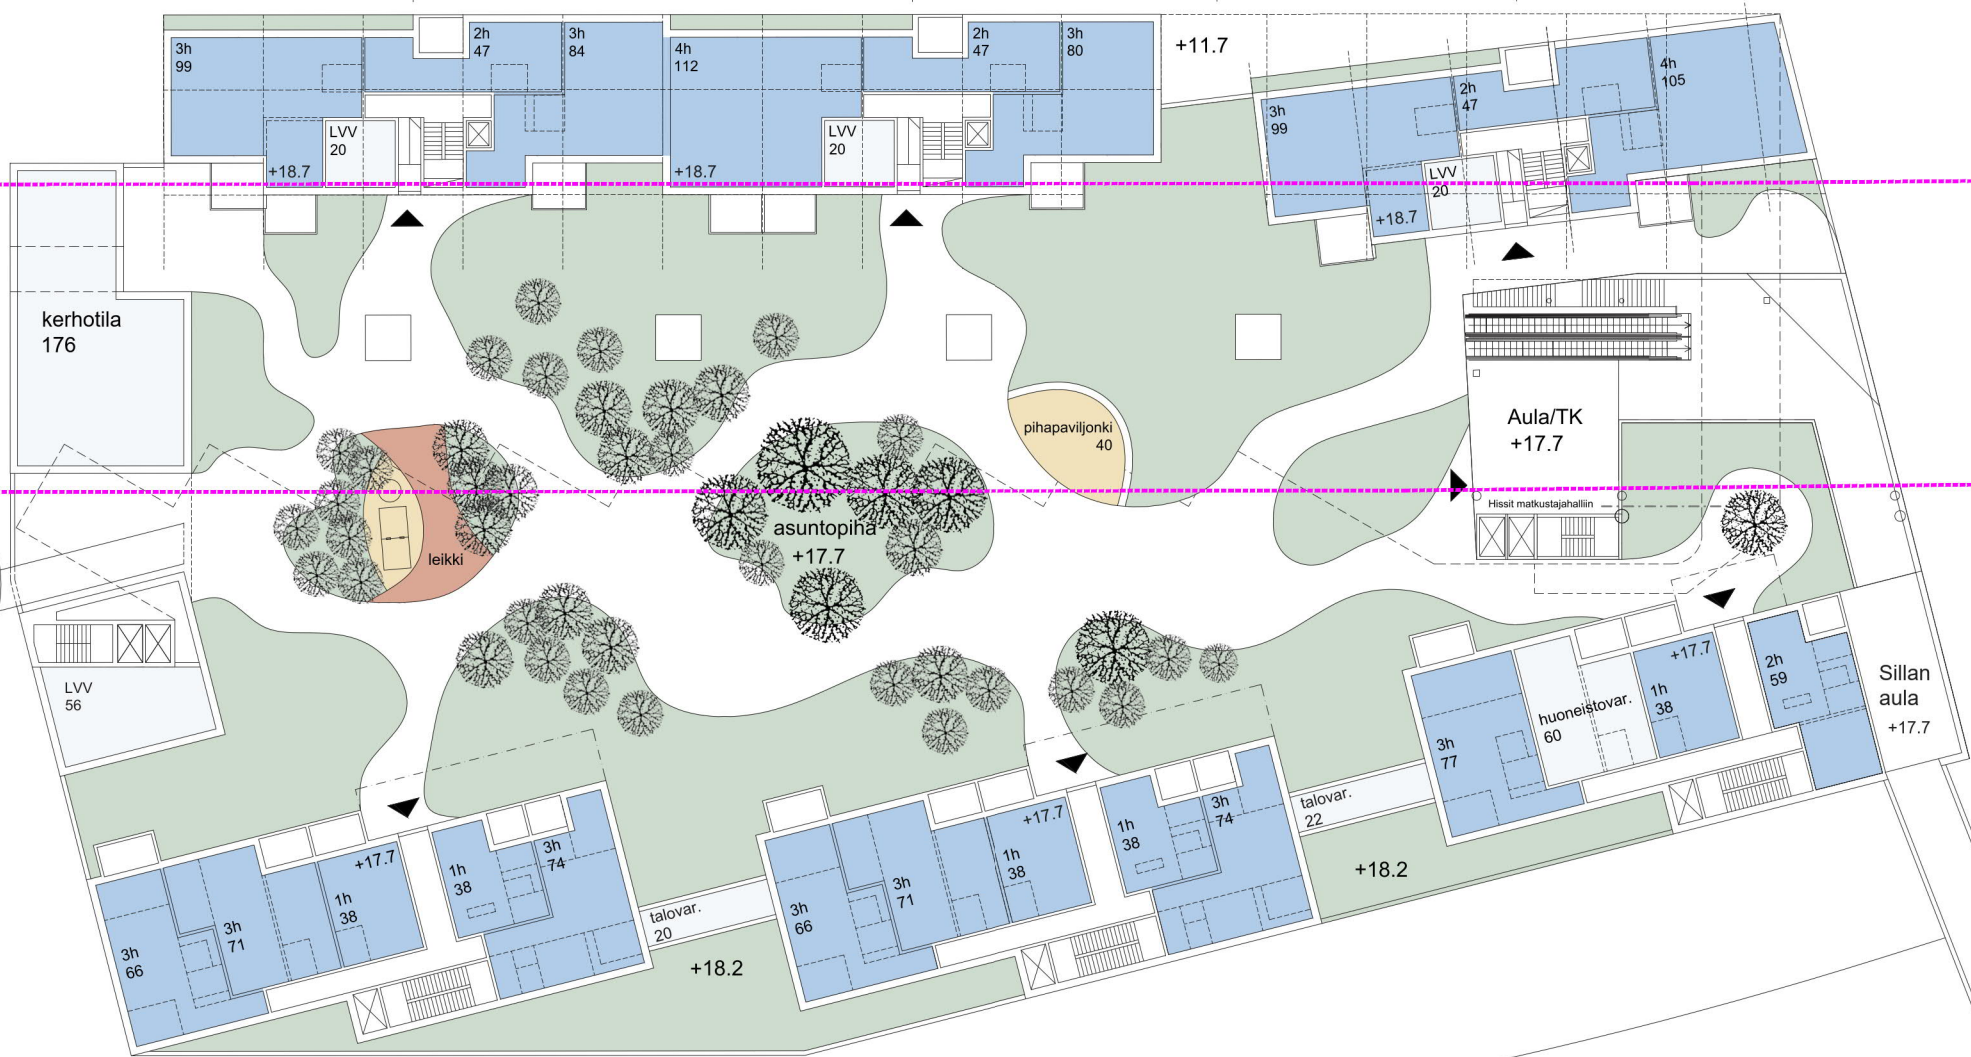 3h
99
2h
47
3h
84
4h
112
2h
47
3h
80
+11.7
3h
99
2h
47
4h
105
LVV
20
+18.7
LVV
20
+18.7
LVV
20
+18.7
kerhotila
176
pihapaviljonki
40
Aula/TK
+17.7
Hissit matkustajahalliin
leikki
asuntopiha
+17.7
LVV
56
3h
66
3h
71
1h
38
+17.7
1h
38
3h
74
talovar.
20
+18.2
3h
66
3h
71
1h
38
+17.7
1h
38
3h
74
talovar.
22
+18.2
3h
77
huoneistovar.
60
1h
38
+17.7
2h
59
Sillan
aula
+17.7